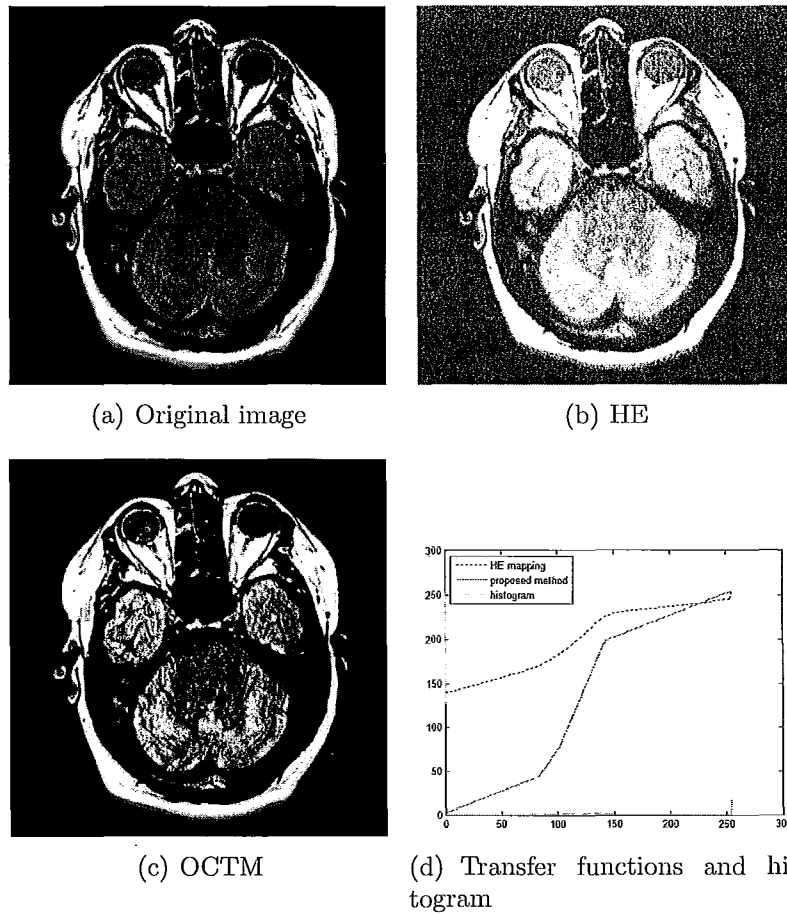 (a) Original image
(b) HE
(c) OCTM
300
250
200
150
100
50
0
HE mapping
proposed method
histogram
0
50
100
150
200
250
30
(d) Transfer functions and hi
togram